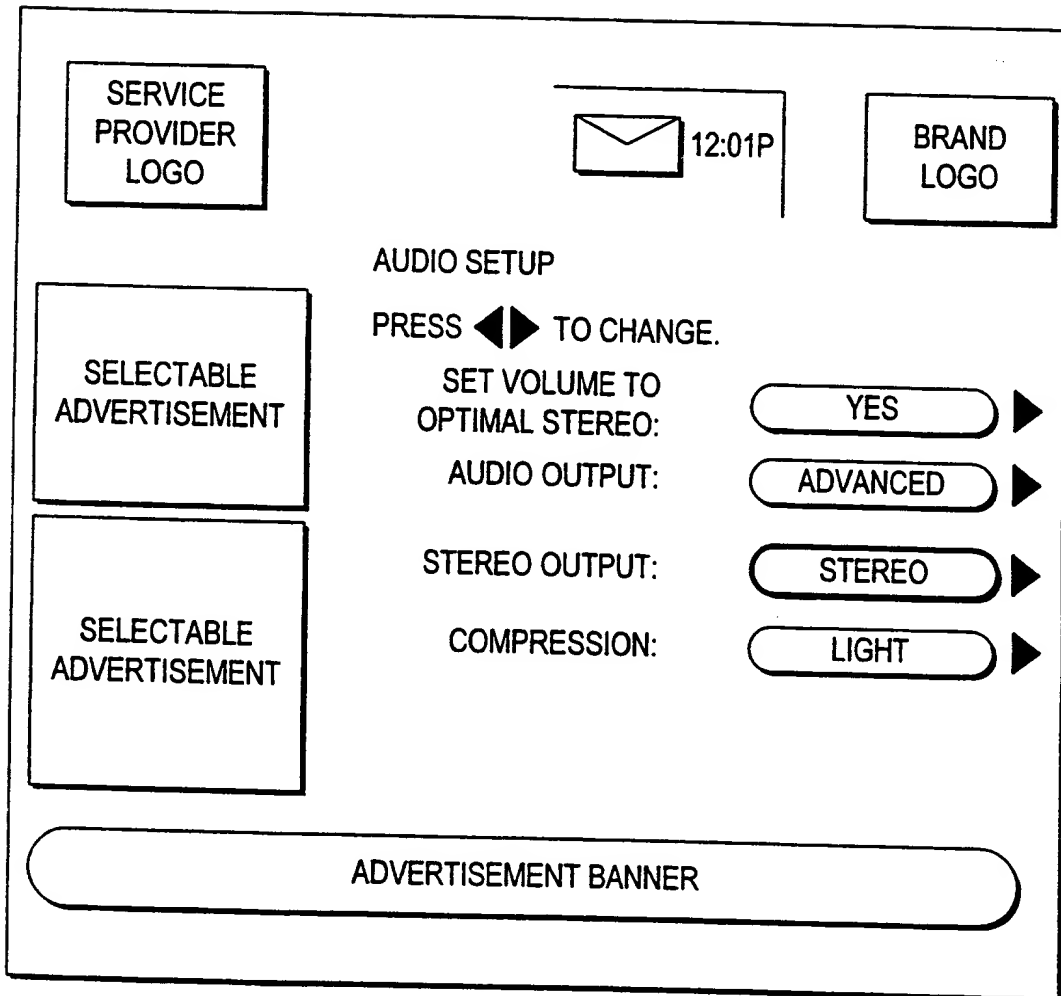 SERVICE
PROVIDER
LOGO
12:01P
BRAND
LOGO
AUDIO SETUP
PRESS ◀▶ TO CHANGE.
SELECTABLE
ADVERTISEMENT
SET VOLUME TO
OPTIMAL STEREO:
YES
AUDIO OUTPUT:
ADVANCED
STEREO OUTPUT:
STEREO
SELECTABLE
ADVERTISEMENT
COMPRESSION:
LIGHT
ADVERTISEMENT BANNER